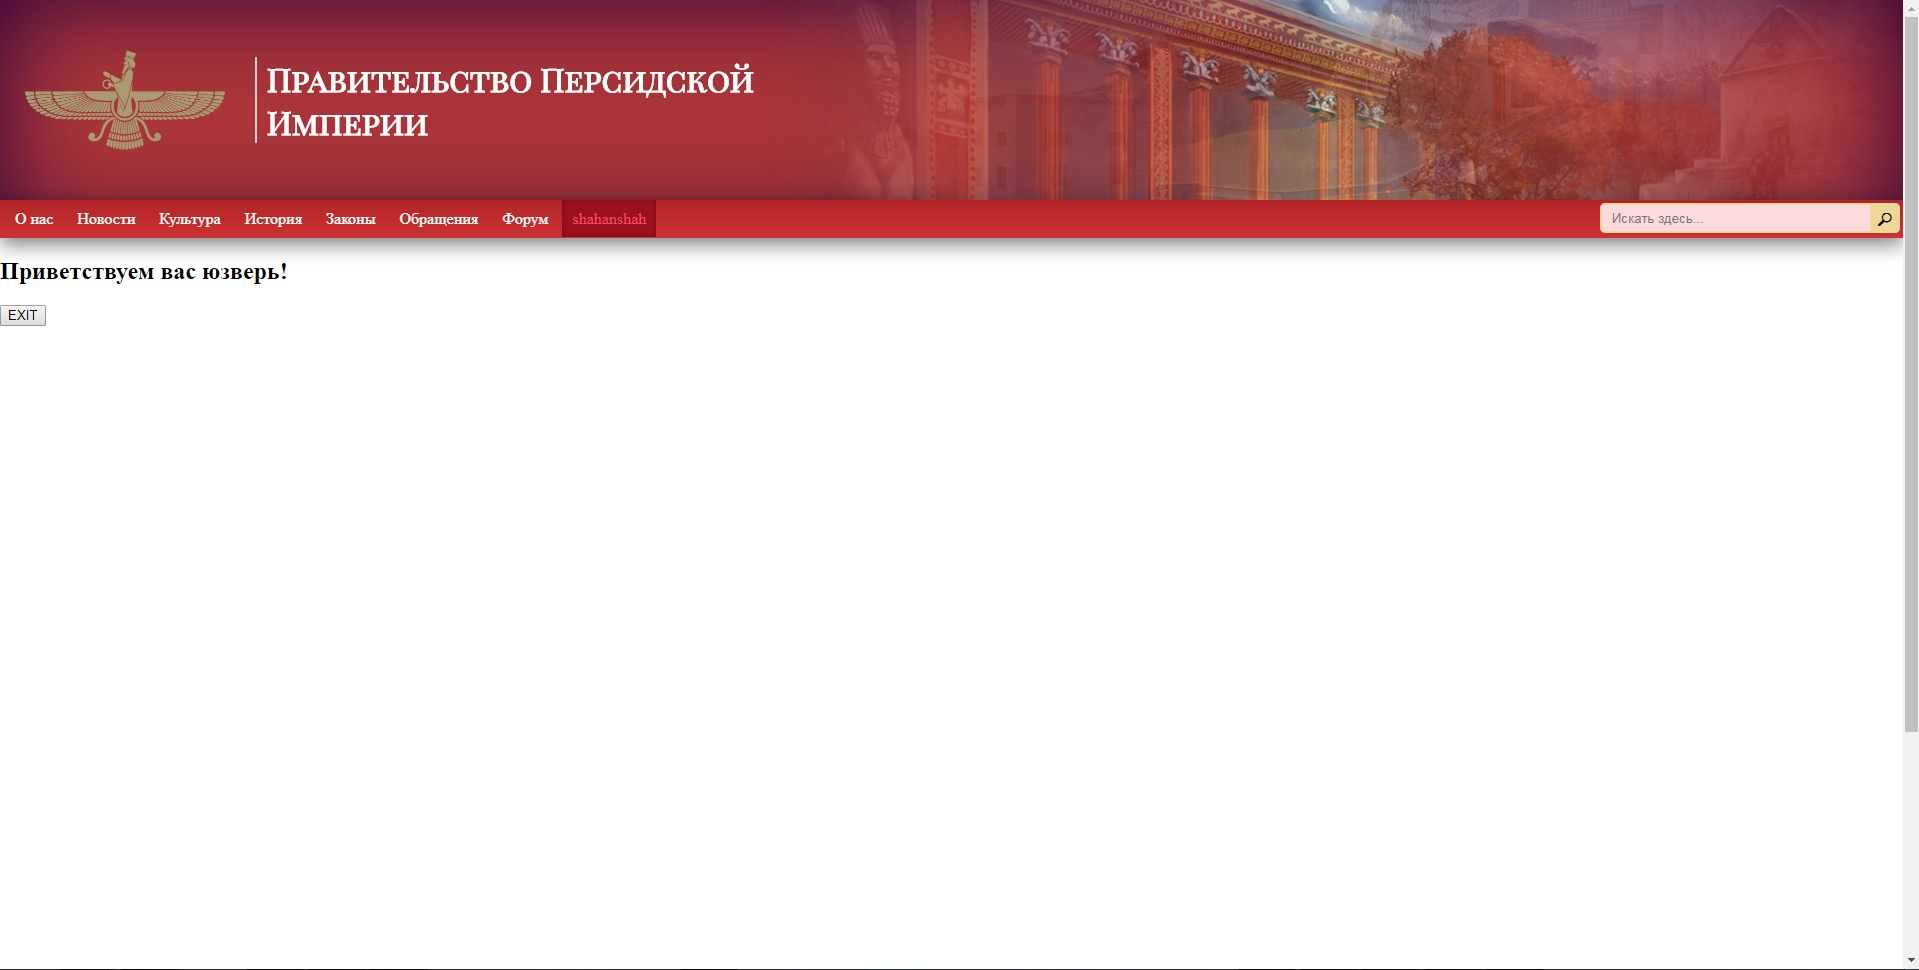 Правительство Персидской
Империи
О нас Новости Культура История Законы Обращения Форум shahanshah Искать здесь...
Приветствуем вас юзверь!
EXIT